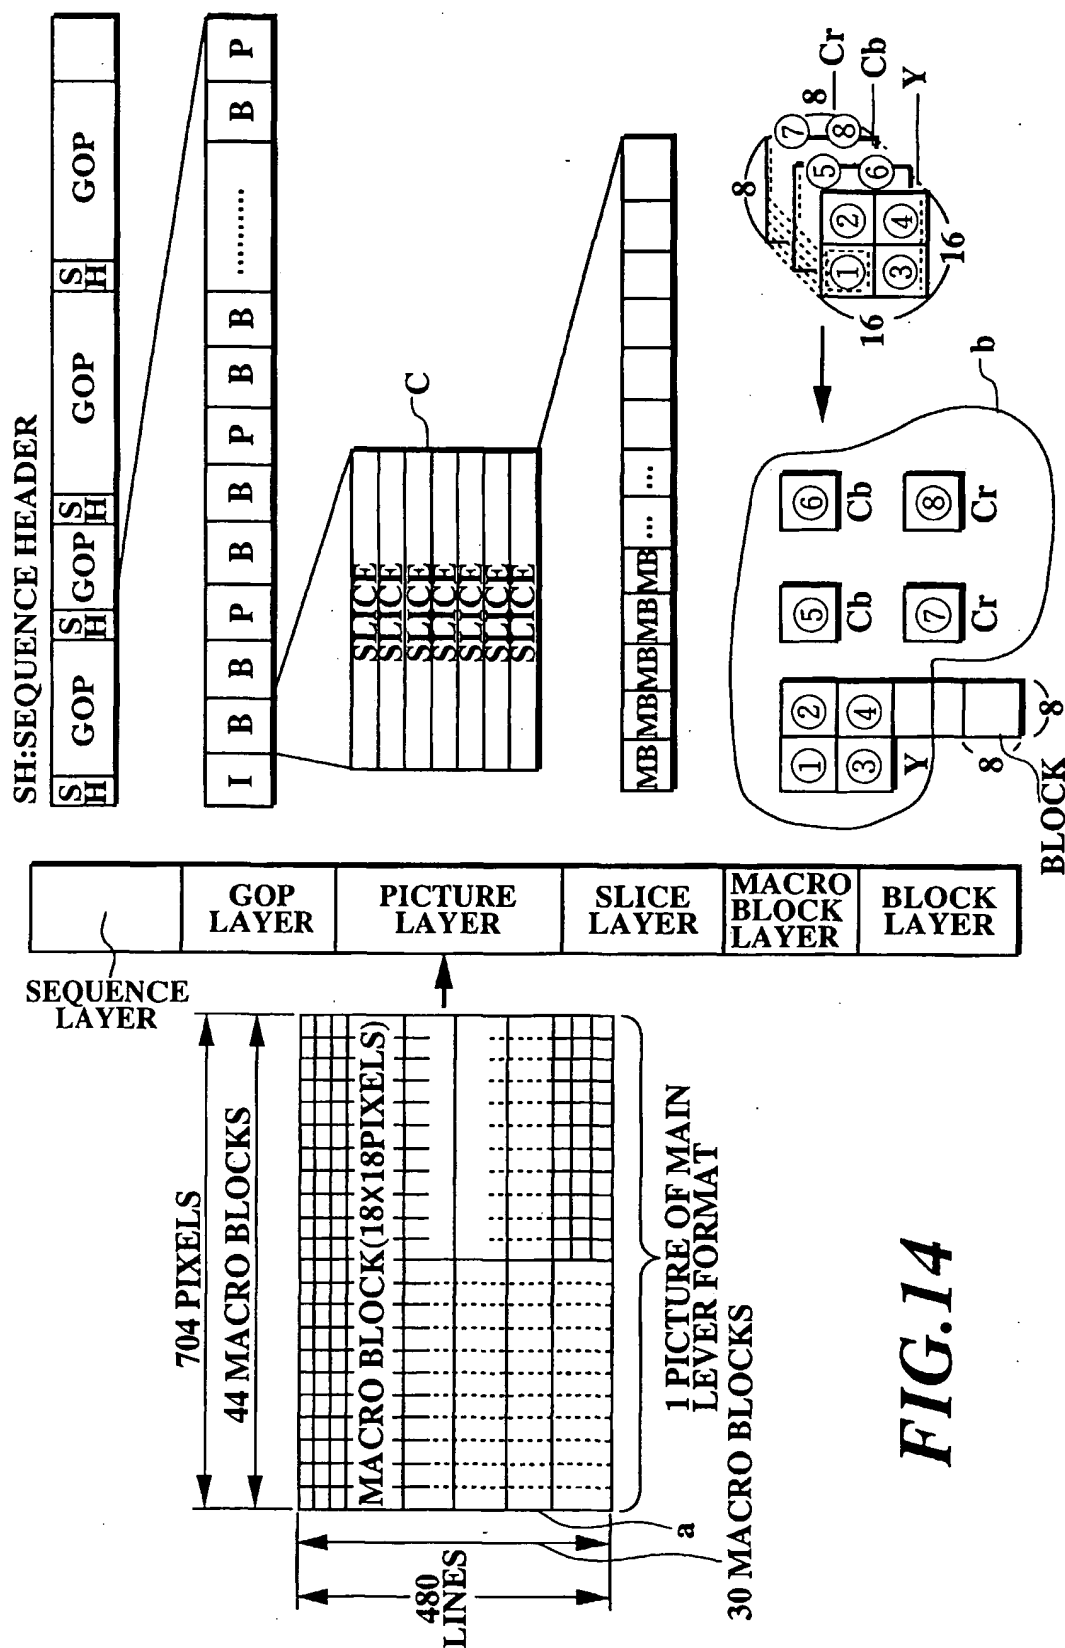 SH:SEQUENCE HEADER
SH GOP SH GOP SH GOP SH GOP
I B B P B B P B B .......... B P
SLICE
SLICE
SLICE
SLICE
SLICE
SLICE
SLICE
C
MB MB MB MB MB ... ...
① ② ③ ④
Y
⑤
Cb
⑥
Cb
⑦
Cr
⑧
Cr
8
8
BLOCK
b
① ② ③ ④ ⑤ ⑥ ⑦ ⑧
8
8
Cr
Cb
Y
16
16
SEQUENCE
LAYER
GOP
LAYER
PICTURE
LAYER
SLICE
LAYER
MACRO
BLOCK
LAYER
BLOCK
LAYER
704 PIXELS
44 MACRO BLOCKS
MACRO BLOCK(18X18PIXELS)
480
LINES
a
30 MACRO BLOCKS
1 PICTURE OF MAIN
LEVER FORMAT
FIG.14